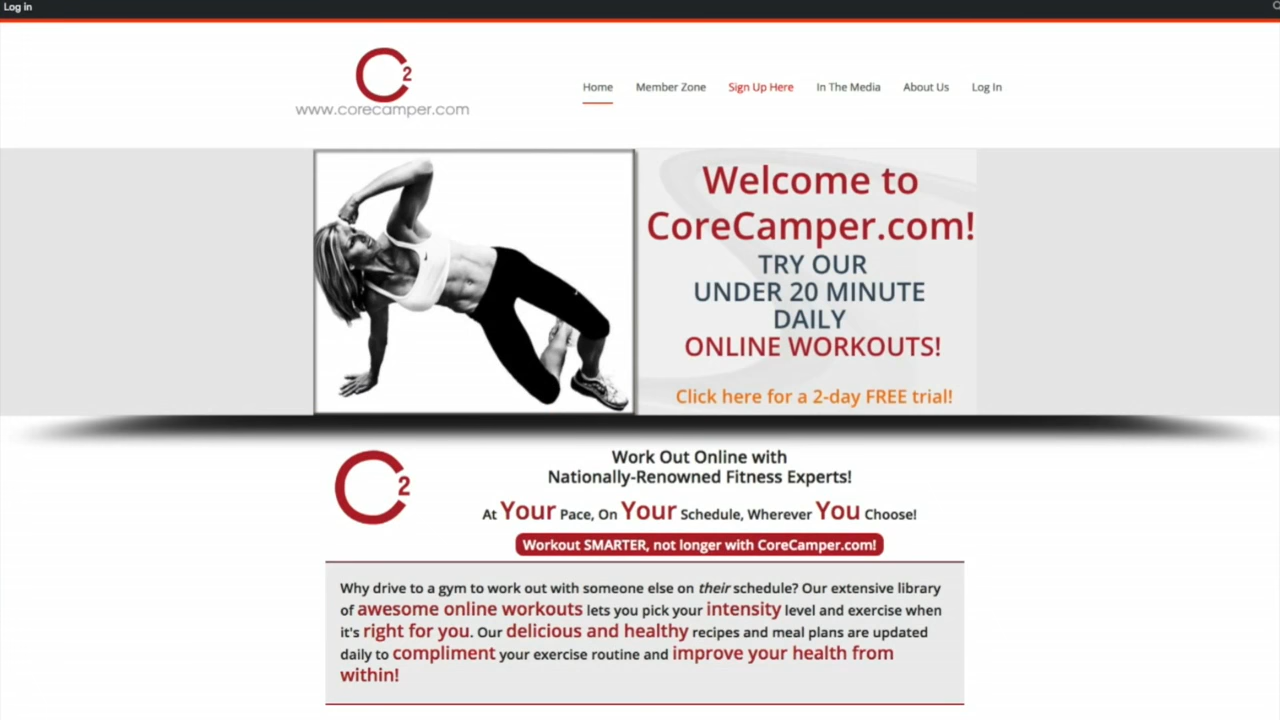 Log in
C2
www.corecamper.com
Home Member Zone Sign Up Here In The Media About Us Log In
Welcome to
CoreCamper.com!
TRY OUR
UNDER 20 MINUTE
DAILY
ONLINE WORKOUTS!
Click here for a 2-day FREE trial!
C2
Work Out Online with
Nationally-Renowned Fitness Experts!
At Your Pace, On Your Schedule, Wherever You Choose!
Workout SMARTER, not longer with CoreCamper.com!
Why drive to a gym to work out with someone else on their schedule? Our extensive library
of awesome online workouts lets you pick your intensity level and exercise when
it's right for you. Our delicious and healthy recipes and meal plans are updated
daily to compliment your exercise routine and improve your health from
within!